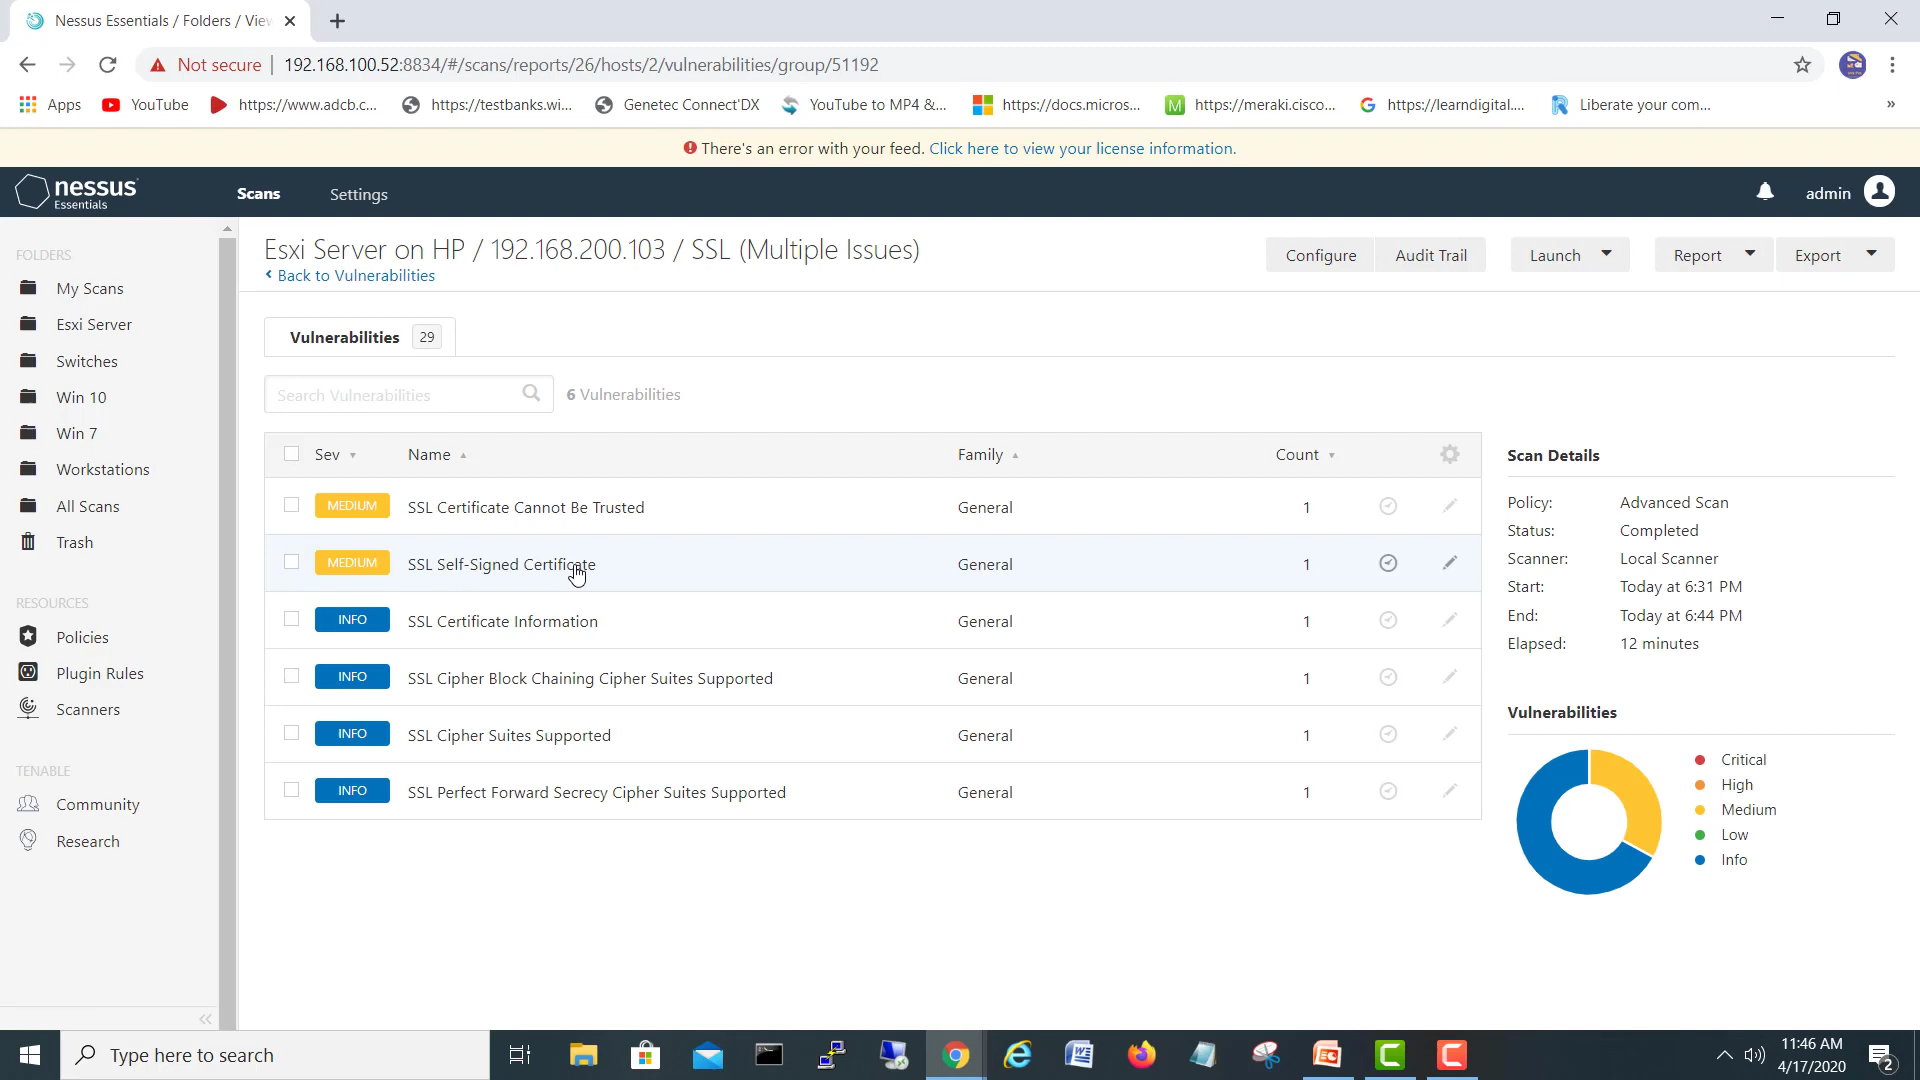 Nessus Essentials / Folders / Viev
Not secure
192.168.100.52:8834/#/scans/reports/26/hosts/2/vulnerabilities/group/51192
Apps
YouTube
https://www.adcb.c...
https://testbanks.wi...
Genetec Connect'DX
YouTube to MP4 &...
https://docs.micros...
https://meraki.cisco...
https://learndigital....
Liberate your com...
»
There's an error with your feed. Click here to view your license information.
nessus
Essentials
Scans
Settings
admin
FOLDERS
My Scans
Esxi Server
Switches
Win 10
Win 7
Workstations
All Scans
Trash
RESOURCES
Policies
Plugin Rules
Scanners
TENABLE
Community
Research
Esxi Server on HP / 192.168.200.103 / SSL (Multiple Issues)
Back to Vulnerabilities
Configure
Audit Trail
Launch
Report
Export
Vulnerabilities 29
Search Vulnerabilities
6 Vulnerabilities
Sev Name Family Count
MEDIUM SSL Certificate Cannot Be Trusted General 1
MEDIUM SSL Self-Signed Certificate General 1
INFO SSL Certificate Information General 1
INFO SSL Cipher Block Chaining Cipher Suites Supported General 1
INFO SSL Cipher Suites Supported General 1
INFO SSL Perfect Forward Secrecy Cipher Suites Supported General 1
Scan Details
Policy: Advanced Scan
Status: Completed
Scanner: Local Scanner
Start: Today at 6:31 PM
End: Today at 6:44 PM
Elapsed: 12 minutes
Vulnerabilities
Critical
High
Medium
Low
Info
Type here to search
11:46 AM
4/17/2020
2